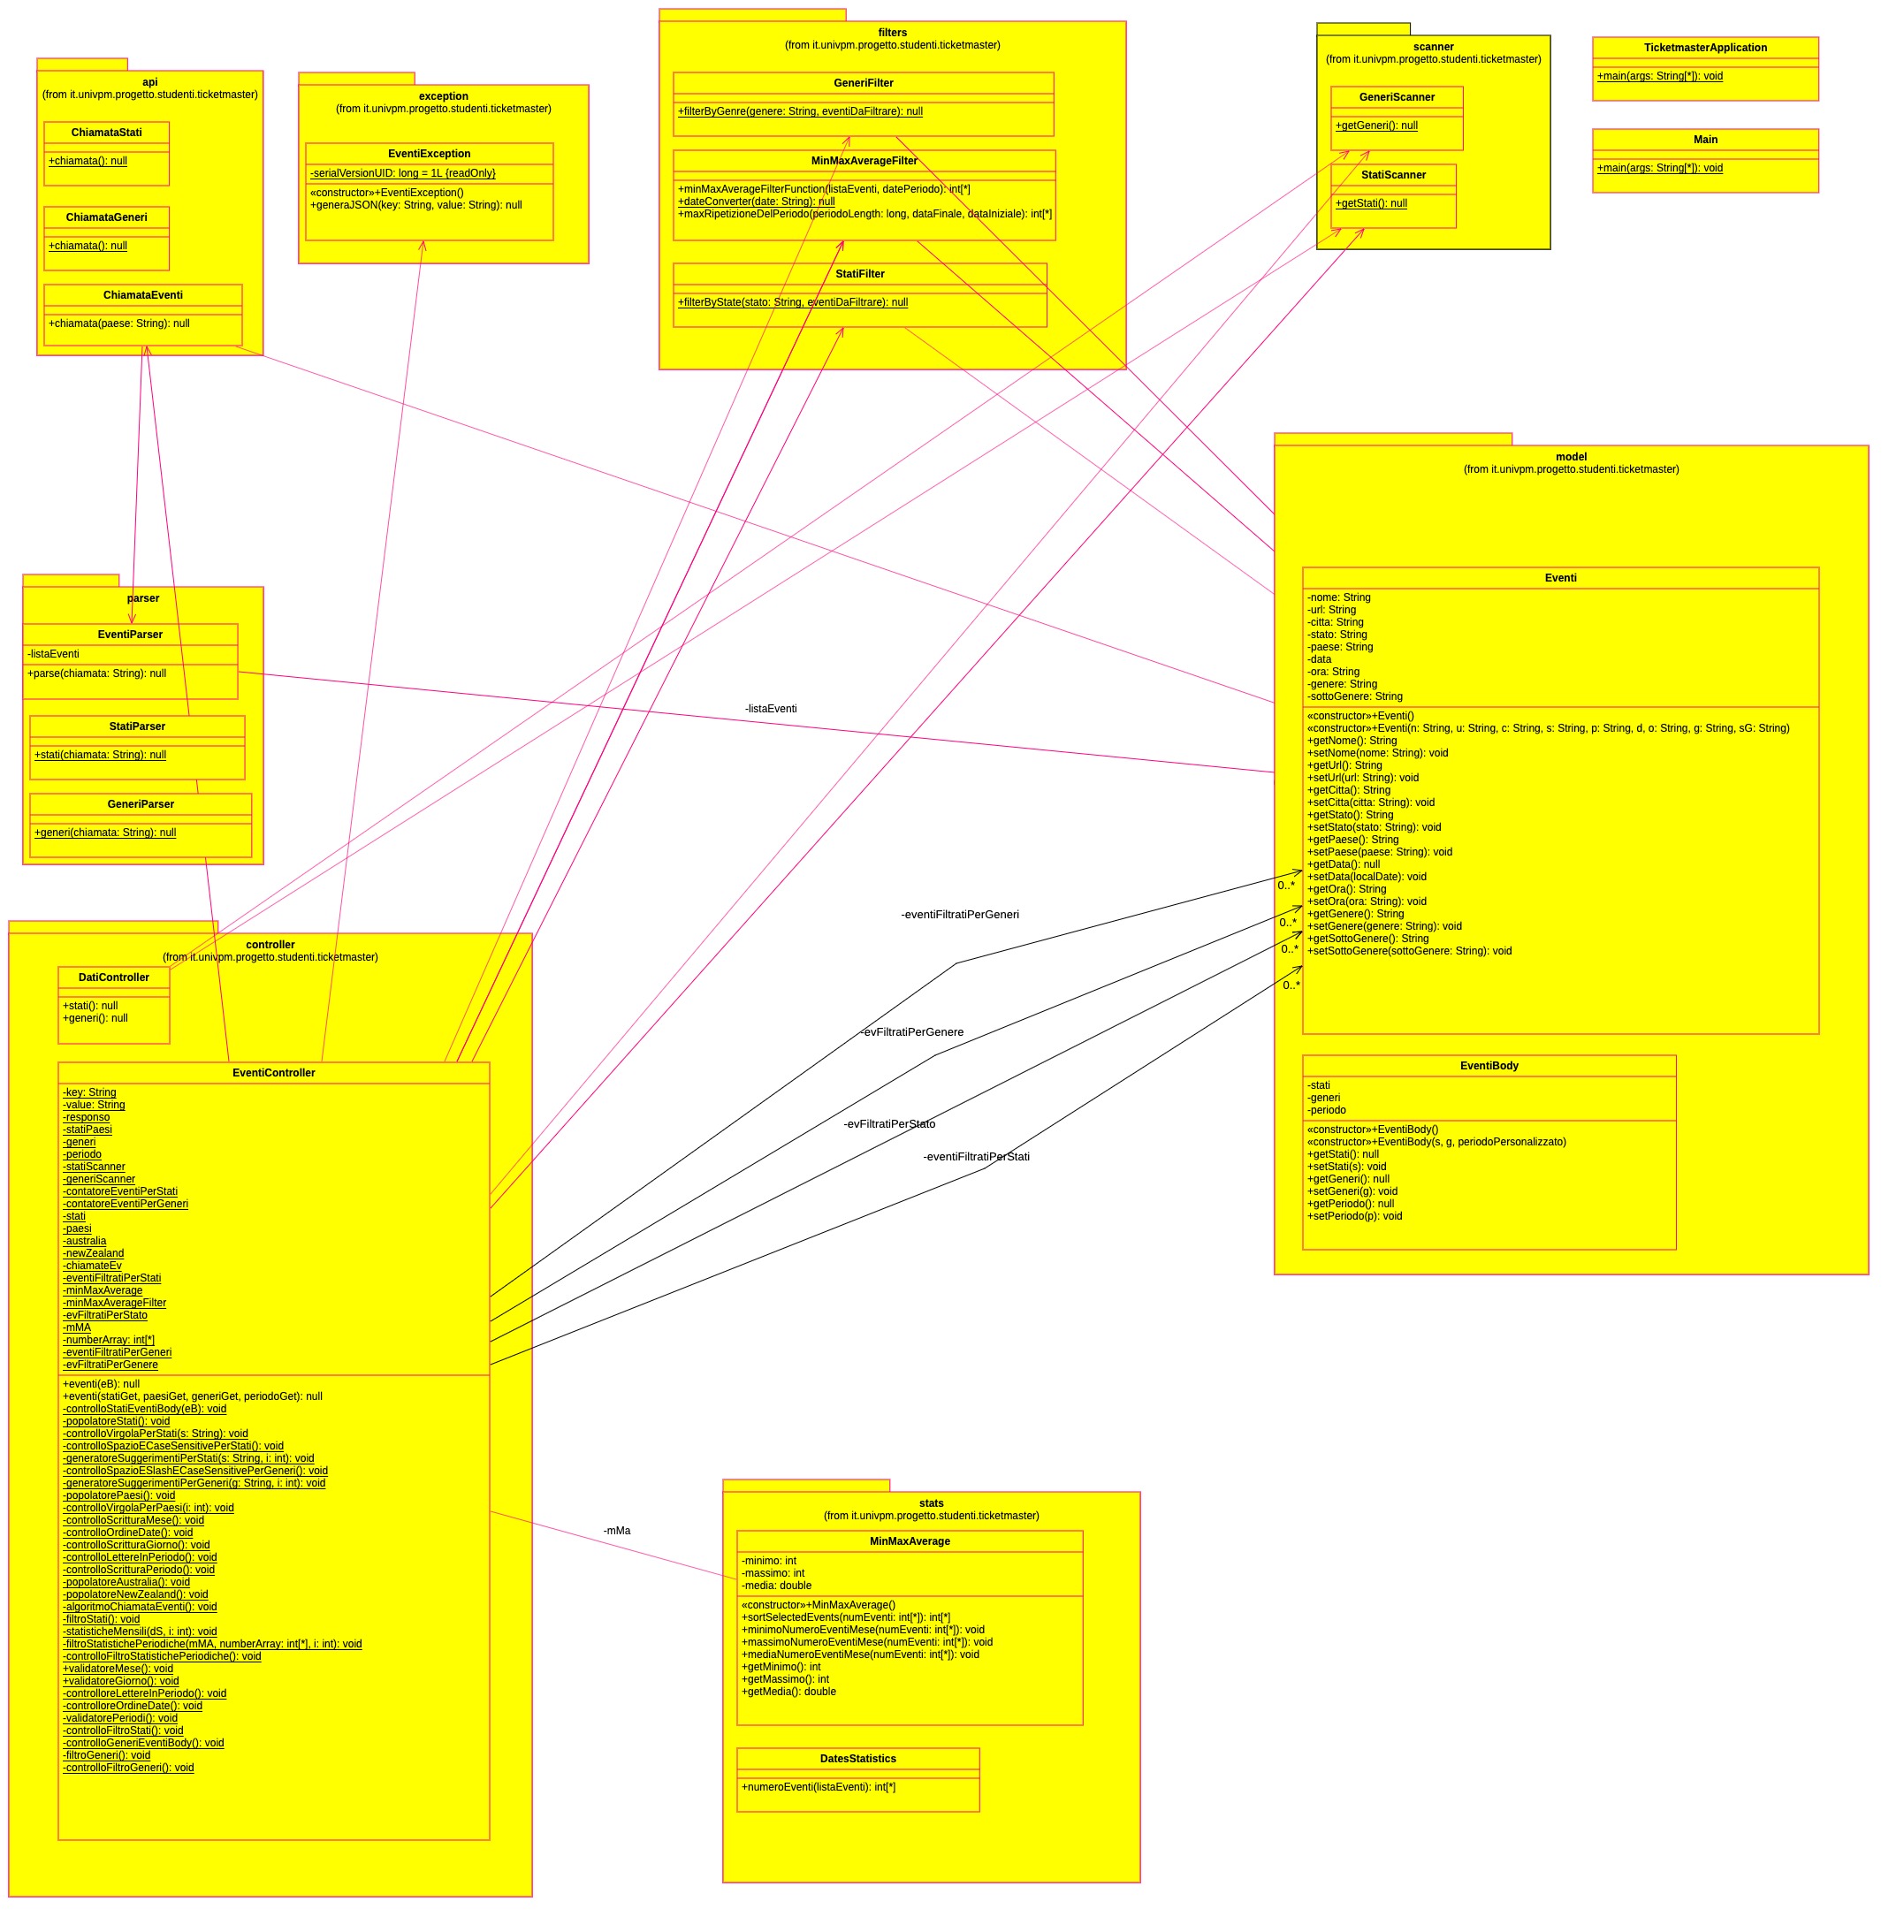 api
(from it.univpm.progetto.studenti.ticketmaster)
ChiamataStati
+chiamata(): null
ChiamataGeneri
+chiamata(): null
ChiamataEventi
+chiamata(paese: String): null
exception
(from it.univpm.progetto.studenti.ticketmaster)
EventiException
-serialVersionUID: long = 1L {readOnly}
«constructor»+EventiException()
+generaJSON(key: String, value: String): null
filters
(from it.univpm.progetto.studenti.ticketmaster)
GeneriFilter
+filterByGenre(genere: String, eventiDaFiltrare): null
MinMaxAverageFilter
+minMaxAverageFilterFunction(listaEventi, datePeriodo): int[*]
+dateConverter(date: String): null
+maxRipetizioneDelPeriodo(periodoLength: long, dataFinale, dataIniziale): int[*]
StatiFilter
+filterByState(stato: String, eventiDaFiltrare): null
scanner
(from it.univpm.progetto.studenti.ticketmaster)
GeneriScanner
+getGeneri(): null
StatiScanner
+getStati(): null
TicketmasterApplication
+main(args: String[*]): void
Main
+main(args: String[*]): void
model
(from it.univpm.progetto.studenti.ticketmaster)
Eventi
-nome: String
-url: String
-citta: String
-stato: String
-paese: String
-data
-ora: String
-genere: String
-sottoGenere: String
«constructor»+Eventi()
«constructor»+Eventi(n: String, u: String, c: String, s: String, p: String, d, o: String, g: String, sG: String)
+getNome(): String
+setNome(nome: String): void
+getUrl(): String
+setUrl(url: String): void
+getCitta(): String
+setCitta(citta: String): void
+getStato(): String
+setStato(stato: String): void
+getPaese(): String
+setPaese(paese: String): void
+getData(): null
+setData(localDate): void
+getOra(): String
+setOra(ora: String): void
+getGenere(): String
+setGenere(genere: String): void
+getSottoGenere(): String
+setSottoGenere(sottoGenere: String): void
EventiBody
-stati
-generi
-periodo
«constructor»+EventiBody()
«constructor»+EventiBody(s, g, periodoPersonalizzato)
+getStati(): null
+setStati(s): void
+getGeneri(): null
+setGeneri(g): void
+getPeriodo(): null
+setPeriodo(p): void
parser
EventiParser
-listaEventi
+parse(chiamata: String): null
StatiParser
+stati(chiamata: String): null
GeneriParser
+generi(chiamata: String): null
-listaEventi
-eventiFiltratiPerGeneri
0..*
-evFiltratiPerGenere
0..*
-evFiltratiPerStato
0..*
-eventiFiltratiPerStati
0..*
controller
(from it.univpm.progetto.studenti.ticketmaster)
DatiController
+stati(): null
+generi(): null
EventiController
-key: String
-value: String
-responso
-statiPaesi
-generi
-periodo
-statiScanner
-generiScanner
-contatoreEventiPerStati
-contatoreEventiPerGeneri
-stati
-paesi
-australia
-newZealand
-chiamateEv
-eventiFiltratiPerStati
-minMaxAverage
-minMaxAverageFilter
-evFiltratiPerStato
-mMA
-numberArray: int[*]
-eventiFiltratiPerGeneri
-evFiltratiPerGenere
+eventi(eB): null
+eventi(statiGet, paesiGet, generiGet, periodoGet): null
-controlloStatiEventiBody(eB): void
-popolatoreStati(): void
-controlloVirgolaPerStati(s: String): void
-controlloSpazioECaseSensitivePerStati(): void
-generatoreSuggerimentiPerStati(s: String, i: int): void
-controlloSpazioESlashECaseSensitivePerGeneri(): void
-generatoreSuggerimentiPerGeneri(g: String, i: int): void
-popolatorePaesi(): void
-controlloVirgolaPerPaesi(i: int): void
-controlloScritturaMese(): void
-controlloOrdineDate(): void
-controlloScritturaGiorno(): void
-controlloLettereInPeriodo(): void
-controlloScritturaPeriodo(): void
-popolatoreAustralia(): void
-popolatoreNewZealand(): void
-algoritmoChiamataEventi(): void
-filtroStati(): void
-statisticheMensili(dS, i: int): void
-filtroStatistichePeriodiche(mMA, numberArray: int[*], i: int): void
-controlloFiltroStatistichePeriodiche(): void
+validatoreMese(): void
+validatoreGiorno(): void
-controlloreLettereInPeriodo(): void
-controlloreOrdineDate(): void
-validatorePeriodi(): void
-controlloFiltroStati(): void
-controlloGeneriEventiBody(): void
-filtroGeneri(): void
-controlloFiltroGeneri(): void
-mMa
stats
(from it.univpm.progetto.studenti.ticketmaster)
MinMaxAverage
-minimo: int
-massimo: int
-media: double
«constructor»+MinMaxAverage()
+sortSelectedEvents(numEventi: int[*]): int[*]
+minimoNumeroEventiMese(numEventi: int[*]): void
+massimoNumeroEventiMese(numEventi: int[*]): void
+mediaNumeroEventiMese(numEventi: int[*]): void
+getMinimo(): int
+getMassimo(): int
+getMedia(): double
DatesStatistics
+numeroEventi(listaEventi): int[*]